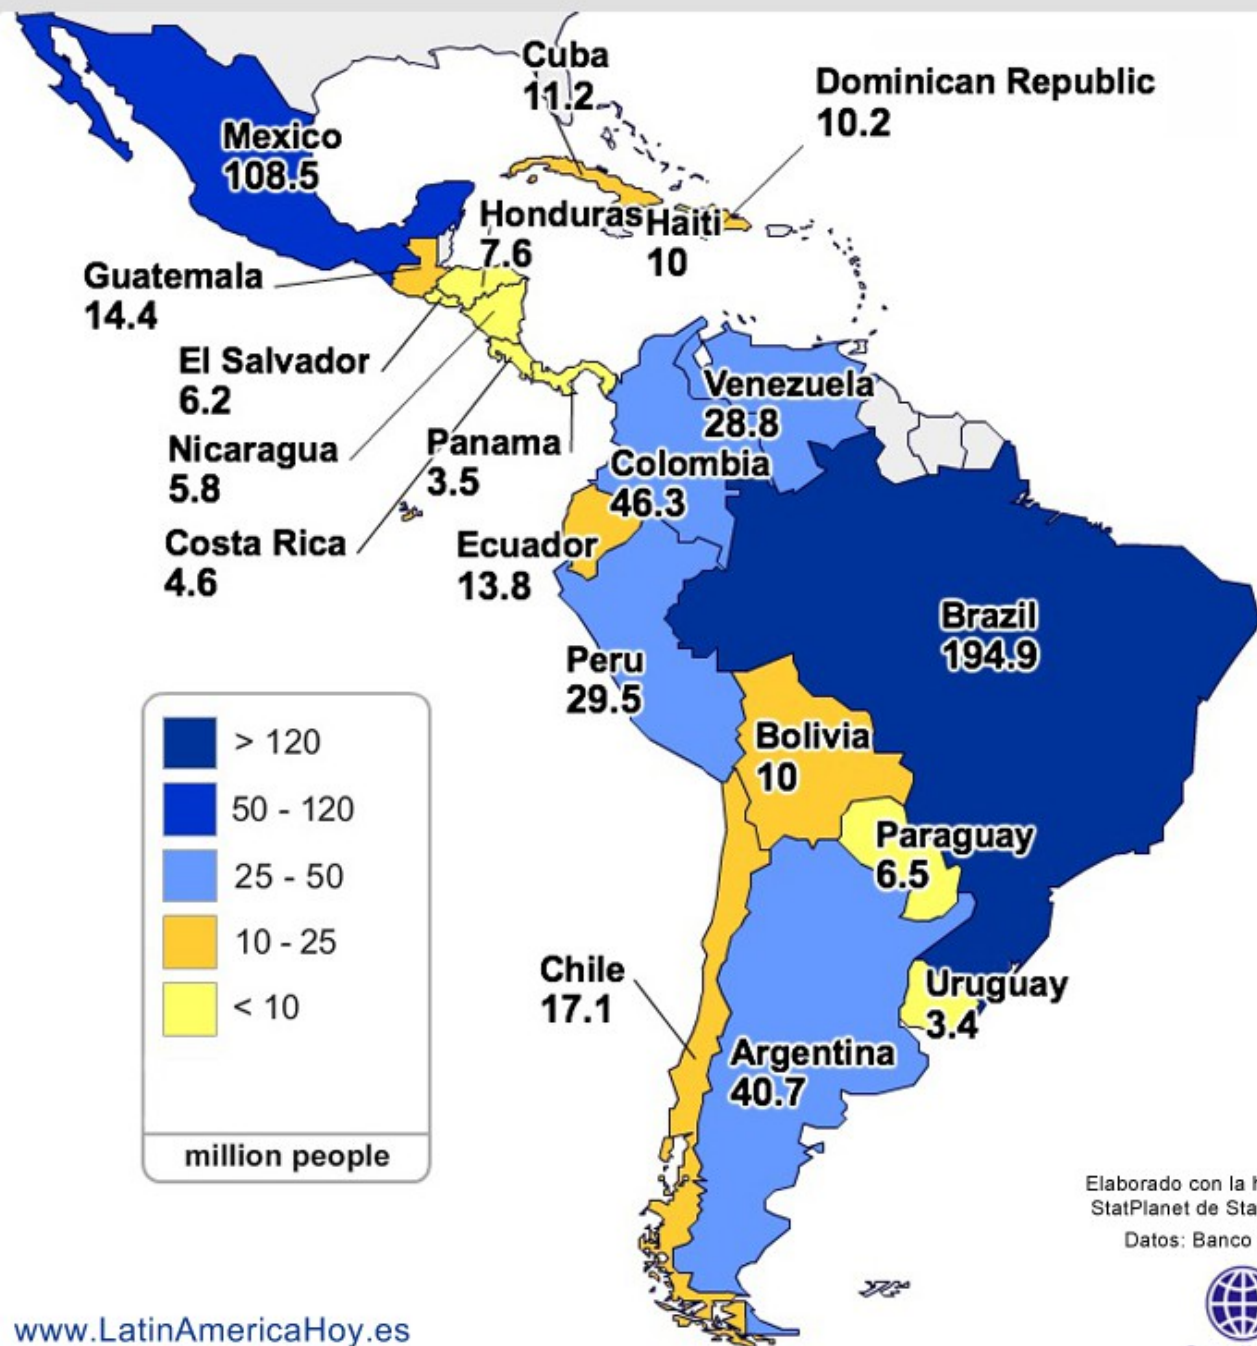 Cuba
11.2
Dominican Republic
10.2
Mexico
108.5
Honduras
7.6
Haiti
10
Guatemala
14.4
El Salvador
6.2
Nicaragua
5.8
Panama
3.5
Costa Rica
4.6
Venezuela
28.8
Colombia
46.3
Ecuador
13.8
Brazil
194.9
Peru
29.5
Bolivia
10
Paraguay
6.5
Chile
17.1
Uruguay
3.4
Argentina
40.7
> 120
50 - 120
25 - 50
10 - 25
< 10
million people
Elaborado con la
StatPlanet de
Datos: Banco
www.LatinAmericaHoy.es